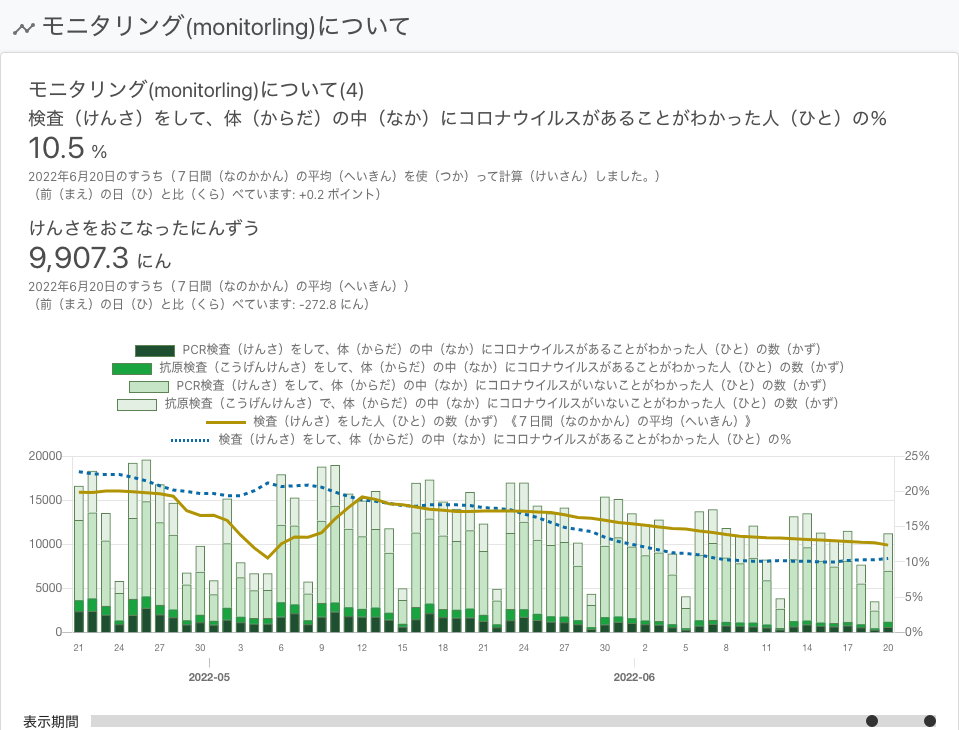 モニタリング(monitorling)について
モニタリング(monitorling)について(4)
検査（けんさ）をして、体（からだ）の中（なか）にコロナウイルスがあることがわかった人（ひと）の%
10.5 %
2022年6月20日のすうち（７日間（なのかかん）の平均（へいきん）を使（つか）って計算（けいさん）しました。）
（前（まえ）の日（ひ）と比（くら）べています: +0.2 ポイント）
けんさをおこなったにんずう
9,907.3 にん
2022年6月20日のすうち（７日間（なのかかん）の平均（へいきん））
（前（まえ）の日（ひ）と比（くら）べています: -272.8 にん）
PCR検査（けんさ）をして、体（からだ）の中（なか）にコロナウイルスがあることがわかった人（ひと）の数（かず）
抗原検査（こうげんけんさ）をして、体（からだ）の中（なか）にコロナウイルスがあることがわかった人（ひと）の数（かず）
PCR検査（けんさ）をして、体（からだ）の中（なか）にコロナウイルスがいないことがわかった人（ひと）の数（かず）
抗原検査（こうげんけんさ）で、体（からだ）の中（なか）にコロナウイルスがいないことがわかった人（ひと）の数（かず）
検査（けんさ）をした人（ひと）の数（かず）《７日間（なのかかん）の平均（へいきん）》
検査（けんさ）をして、体（からだ）の中（なか）にコロナウイルスがあることがわかった人（ひと）の%
20000 25%
20%
15000
15%
10000
10%
5000
5%
0 0%
21 24 27 30 3 6 9 12 15 18 21 24 27 30 2 5 8 11 14 17 20
2022-05 2022-06
表示期間